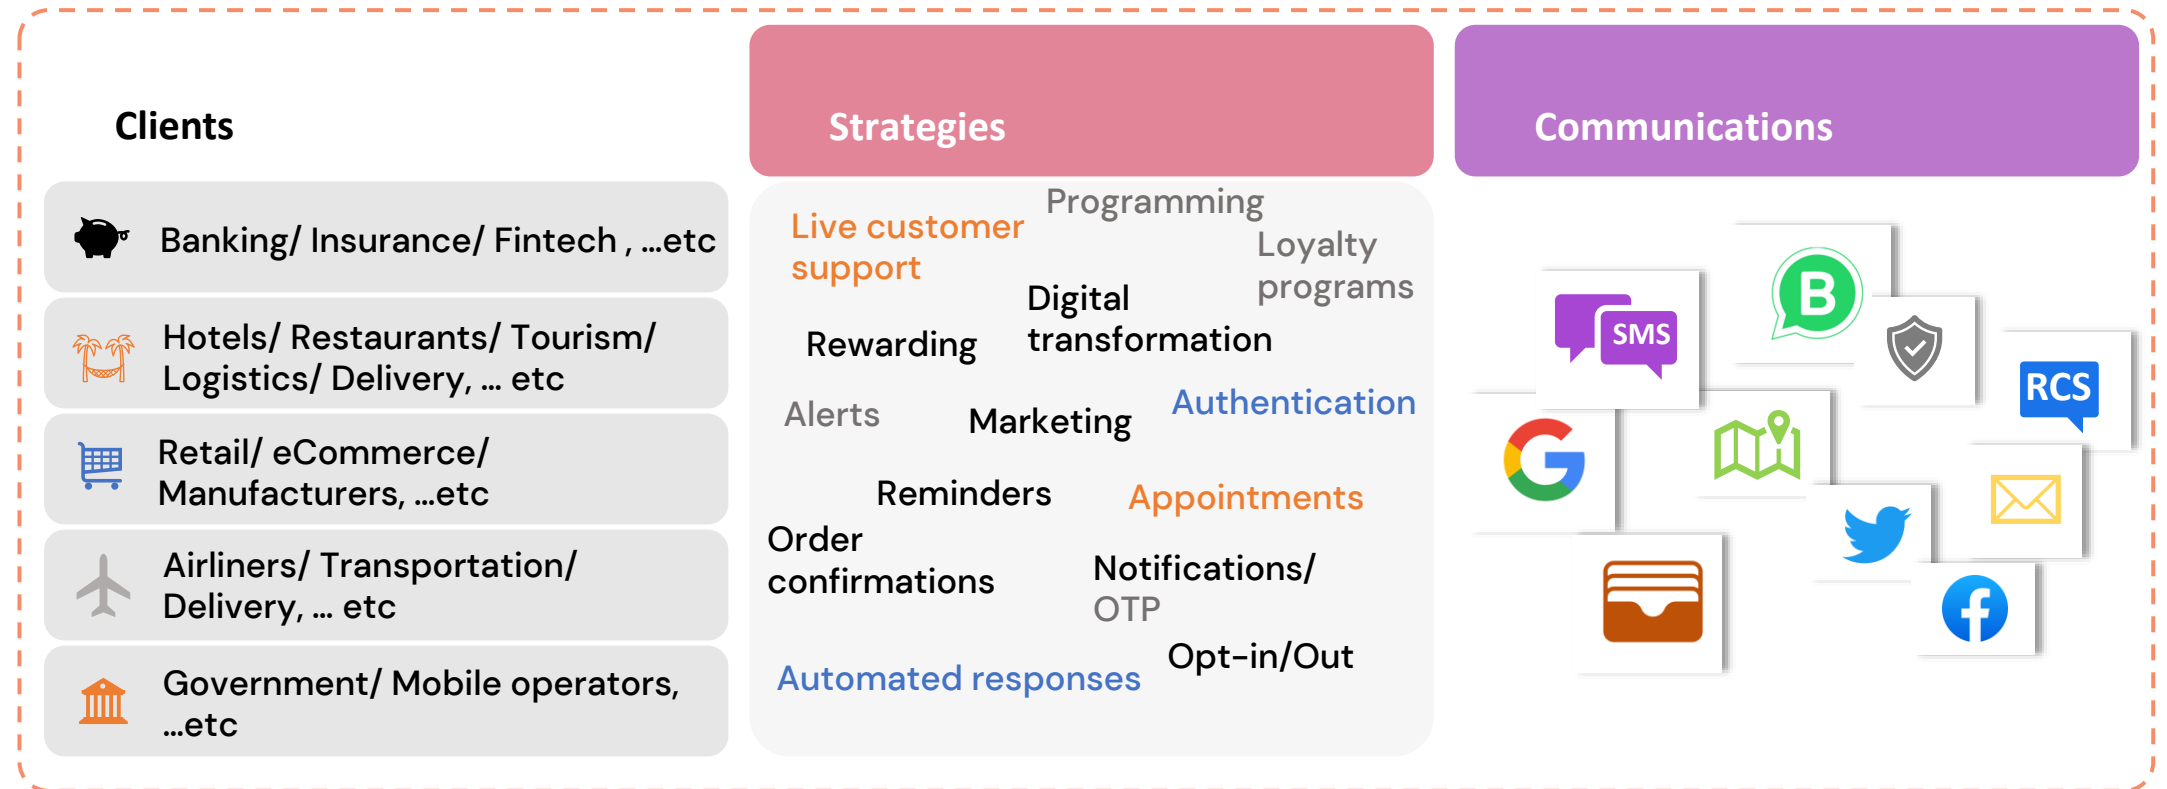 Clients
Banking/ Insurance/ Fintech , ...etc
Hotels/ Restaurants/ Tourism/
Logistics/ Delivery, ... etc
Retail/ eCommerce/
Manufacturers, ...etc
Airliners/ Transportation/
Delivery, ... etc
Government/ Mobile operators,
...etc
Strategies
Programming
Live customer
support
Loyalty
programs
Digital
transformation
Rewarding
Authentication
Alerts
Marketing
Reminders
Appointments
Order
confirmations
Notifications/
OTP
Opt-in/Out
Automated responses
Communications
B
SMS
RCS